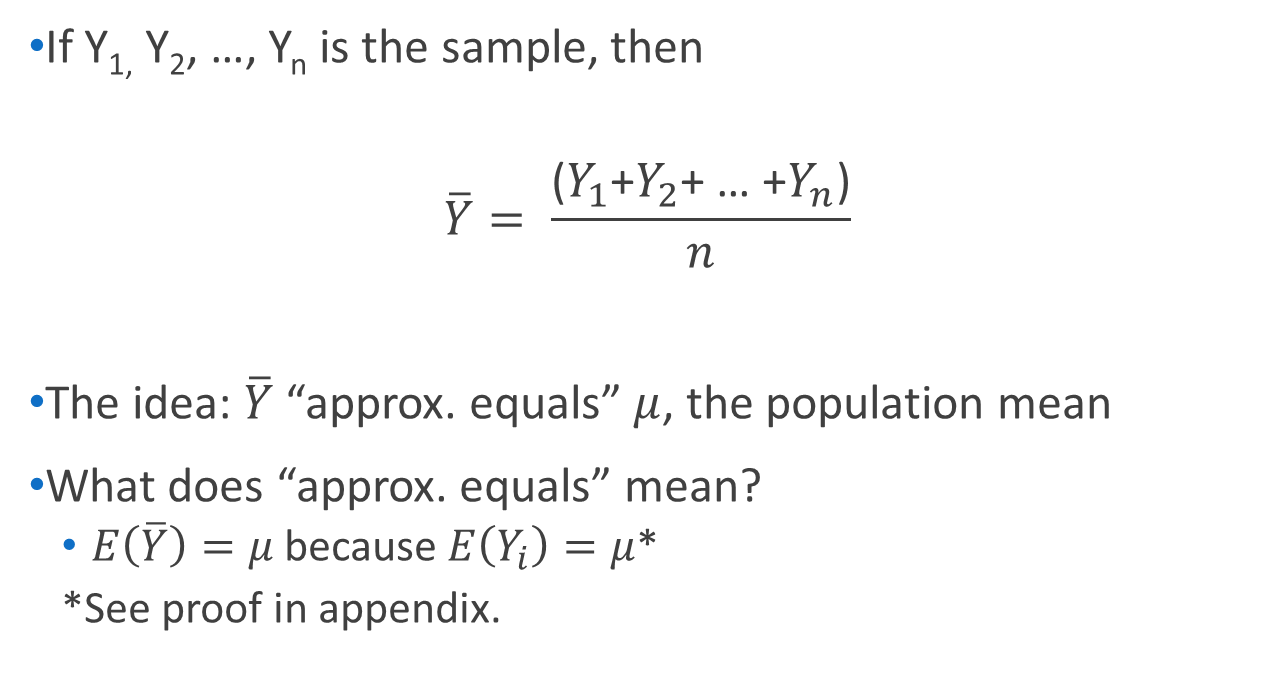 •If Y₁, Y₂, …, Yₙ is the sample, then
Ȳ = (Y₁+Y₂+ … +Yₙ)
n
•The idea: Ȳ “approx. equals” μ, the population mean
•What does “approx. equals” mean?
• E(Ȳ) = μ because E(Yᵢ) = μ*
*See proof in appendix.